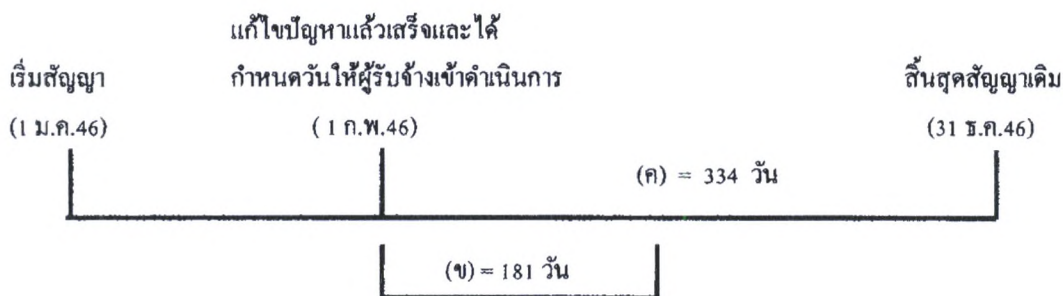 แก้ไขปัญหาแล้วเสร็จและได้
เริ่มสัญญา กำหนดวันให้ผู้รับจ้างเข้าดำเนินการ สิ้นสุดสัญญาเดิม
(1 ม.ค.46) ( 1 ก.พ.46) (31 ธ.ค.46)
(ค) = 334 วัน
(ข) = 181 วัน